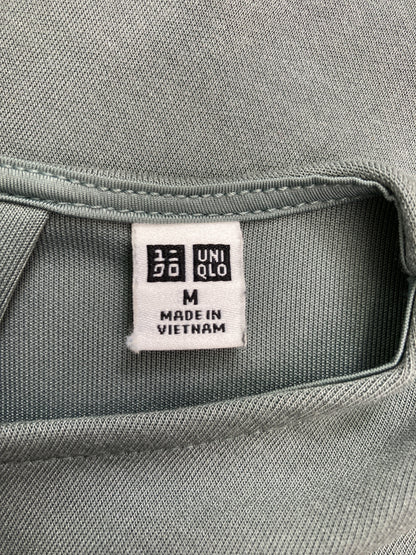 ユニ UNI
クロ QLO
M
MADE IN
VIETNAM